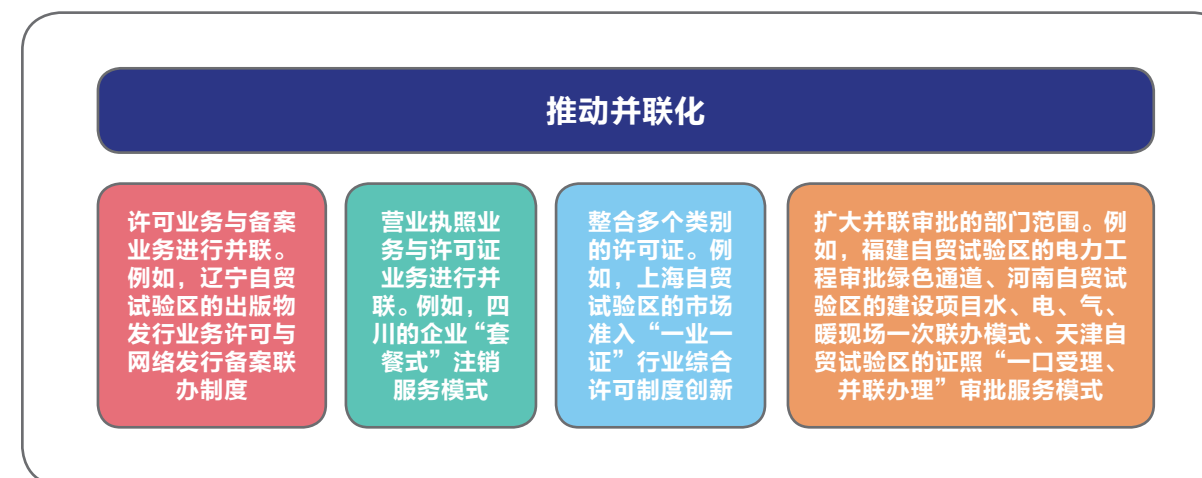 推动并联化
许可业务与备案
业务进行并联。
例如，辽宁自贸
试验区的出版物
发行业务许可与
网络发行备案联
办制度
营业执照业
务与许可证
业务进行并
联。例如，四
川的企业“套
餐式”注销
服务模式
整合多个类别
的许可证。例
如，上海自贸
试验区的市场
准入“一业一
证”行业综合
许可制度创新
扩大并联审批的部门范围。例
如，福建自贸试验区的电力工
程审批绿色通道、河南自贸试
验区的建设项目水、电、气、
暖现场一次联办模式、天津自
贸试验区的证照“一口受理、
并联办理”审批服务模式